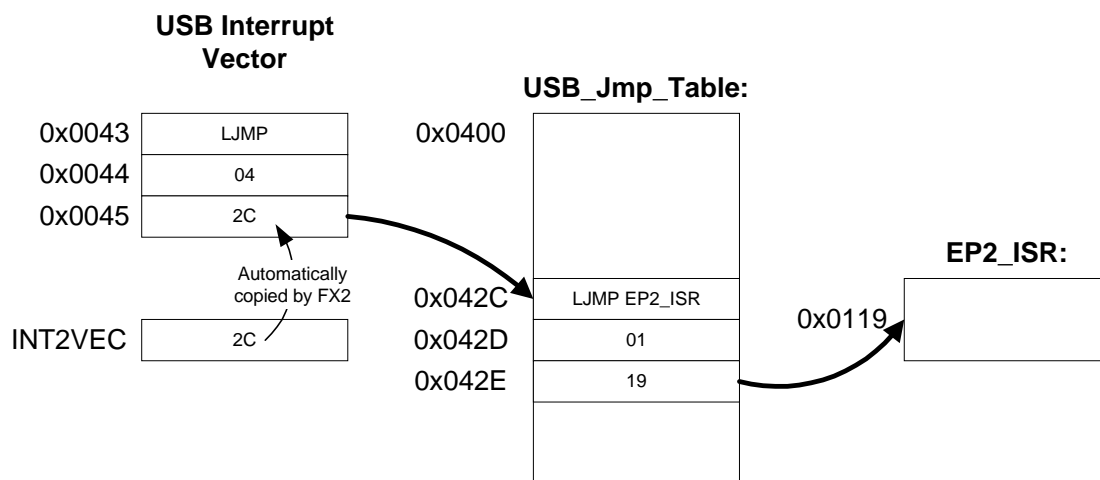 USB Interrupt
Vector
0x0043
LJMP
0x0044
04
0x0045
2C
Automatically
copied by FX2
INT2VEC
2C
USB_Jmp_Table:
0x0400
0x042C
LJMP EP2_ISR
0x042D
01
0x042E
19
EP2_ISR:
0x0119